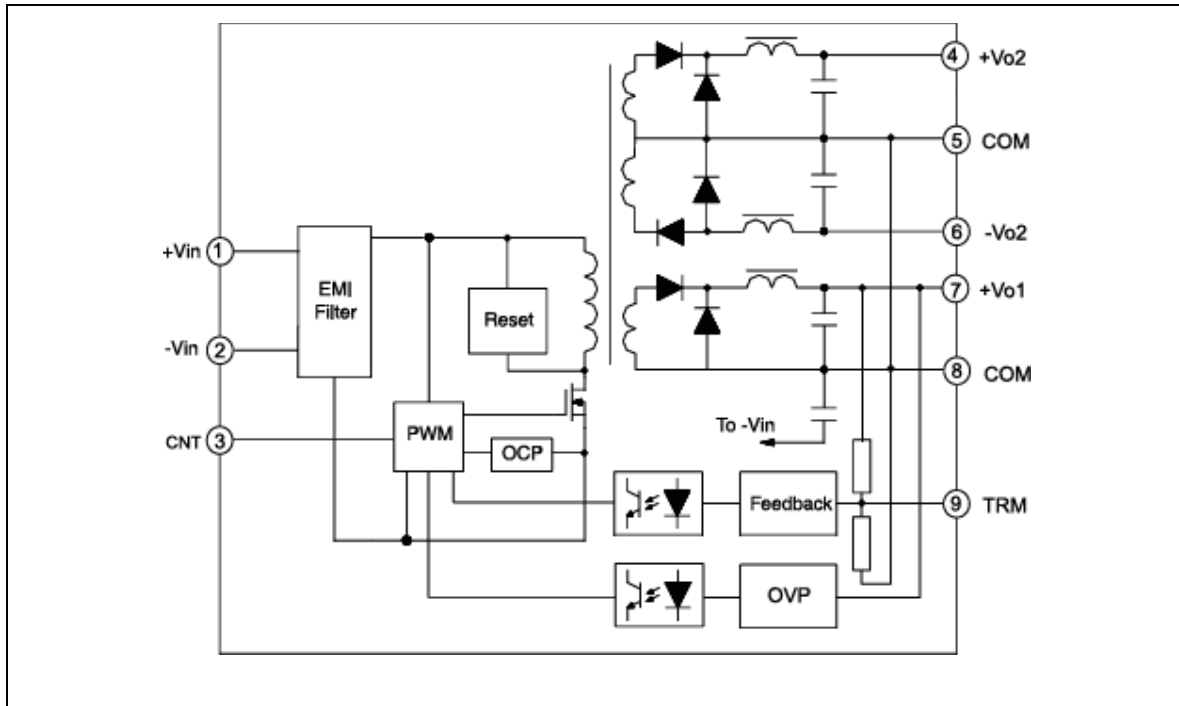 4 +Vo2
5 COM
6 -Vo2
+Vin 1
EMI
Filter
-Vin 2
Reset
7 +Vo1
8 COM
To -Vin
CNT 3
PWM
OCP
Feedback
9 TRM
OVP